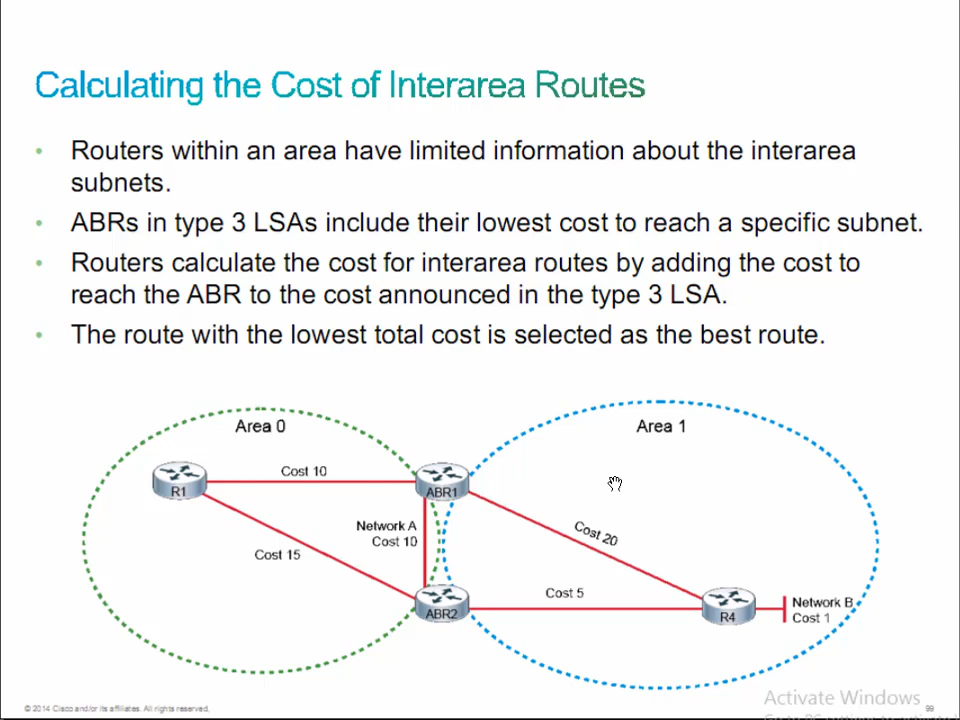 Calculating the Cost of Interarea Routes
• Routers within an area have limited information about the interarea
subnets.
• ABRs in type 3 LSAs include their lowest cost to reach a specific subnet.
• Routers calculate the cost for interarea routes by adding the cost to
reach the ABR to the cost announced in the type 3 LSA.
• The route with the lowest total cost is selected as the best route.
Area 0
Area 1
Cost 10
R1
ABR1
Network A
Cost 10
Cost 20
Cost 15
Cost 5
ABR2
R4
Network B
Cost 1
Activate Windows
© 2014 Cisco and/or its affiliates. All rights reserved.
99